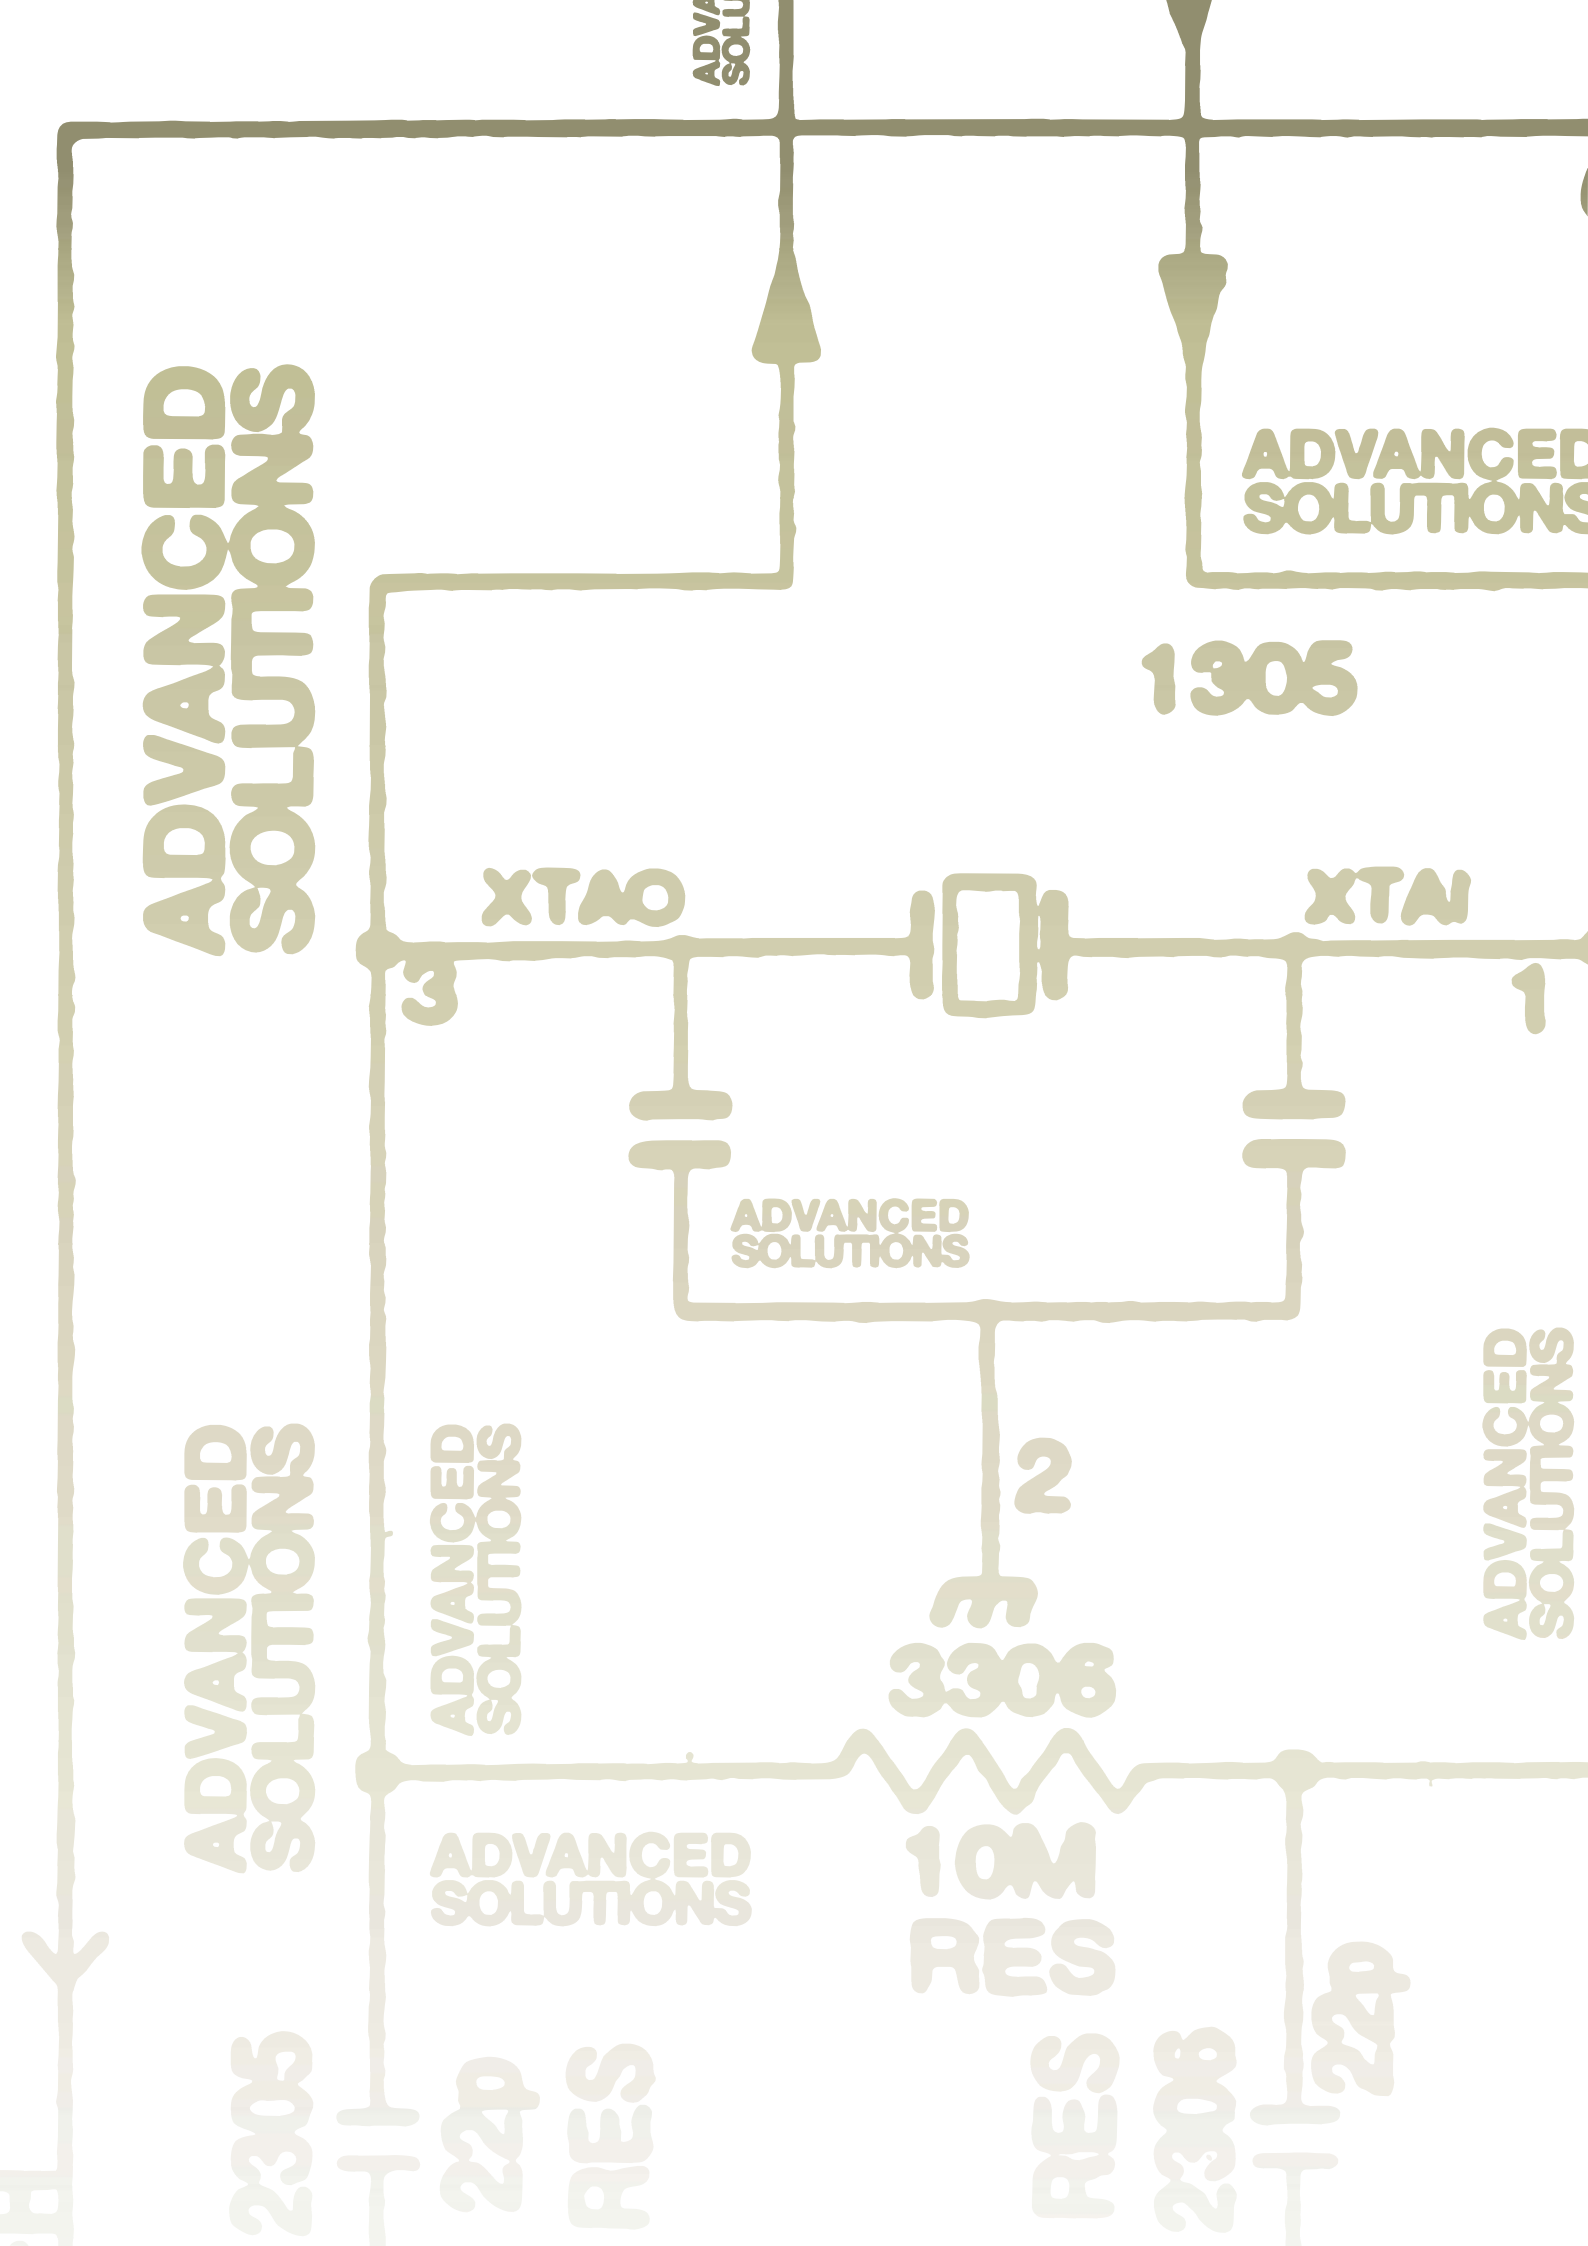 ADVANCED
SOLUTIONS
ADVANCED
SOLUTIONS
1305
XTAO
XTAI
3
1
ADVANCED
SOLUTIONS
ADVANCED
SOLUTIONS
ADVANCED
SOLUTIONS
ADVANCED
SOLUTIONS
2
3306
10M
RES
ADVANCED
SOLUTIONS
2305
22p
RES
RES
2306
22p